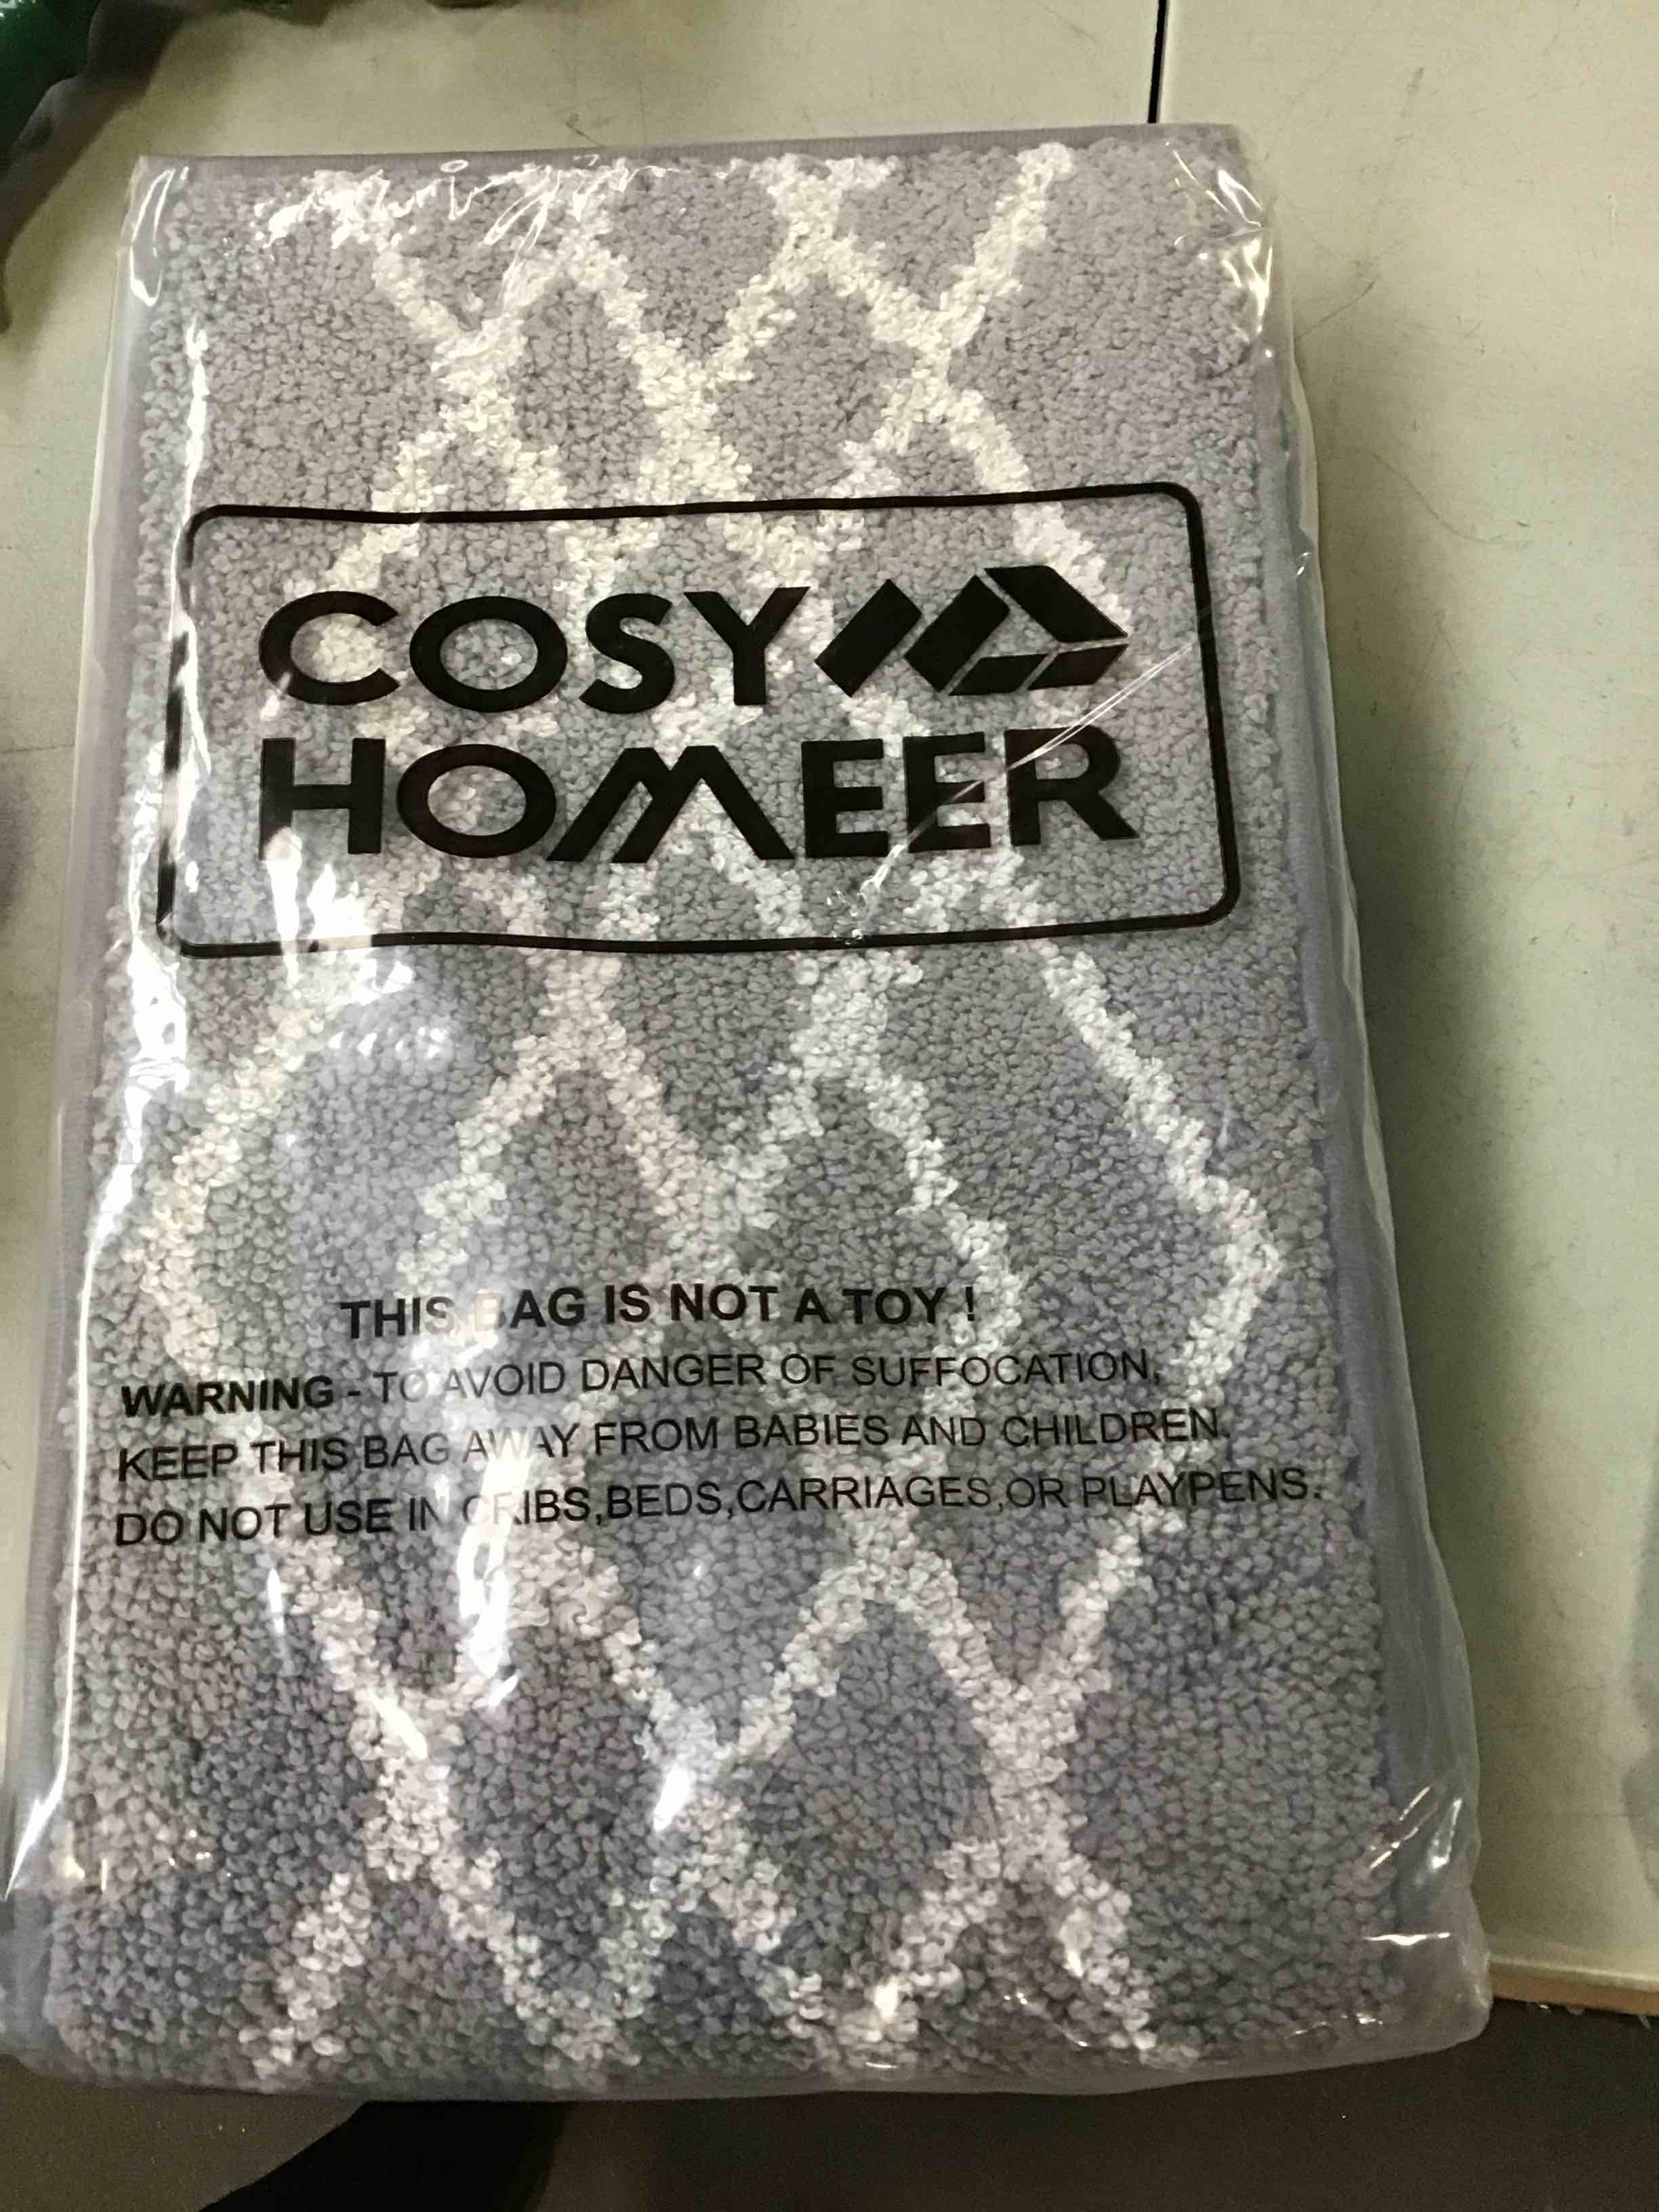 COSY
HOMEER
THIS BAG IS NOT A TOY !
WARNING - TO AVOID DANGER OF SUFFOCATION,
KEEP THIS BAG AWAY FROM BABIES AND CHILDREN.
DO NOT USE IN CRIBS,BEDS,CARRIAGES,OR PLAYPENS.